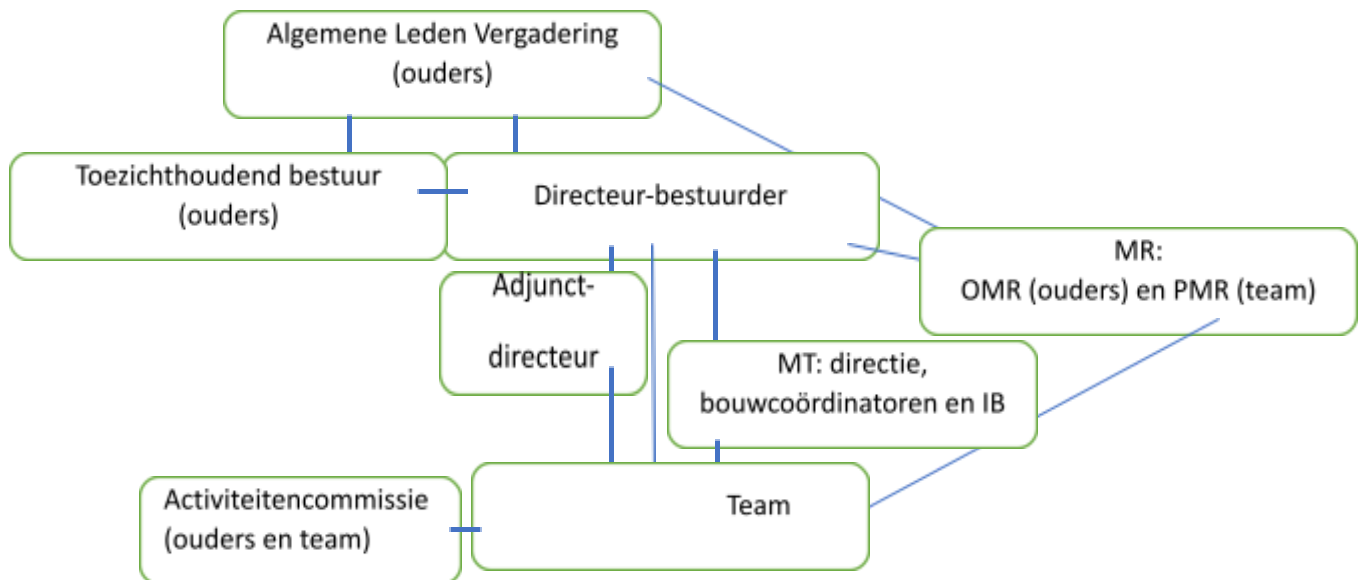 Algemene Leden Vergadering
(ouders)
Toezichthoudend bestuur
(ouders)
Directeur-bestuurder
MR:
OMR (ouders) en PMR (team)
Adjunct-
directeur
MT: directie,
bouwcoördinatoren en IB
Team
Activiteitencommissie
(ouders en team)